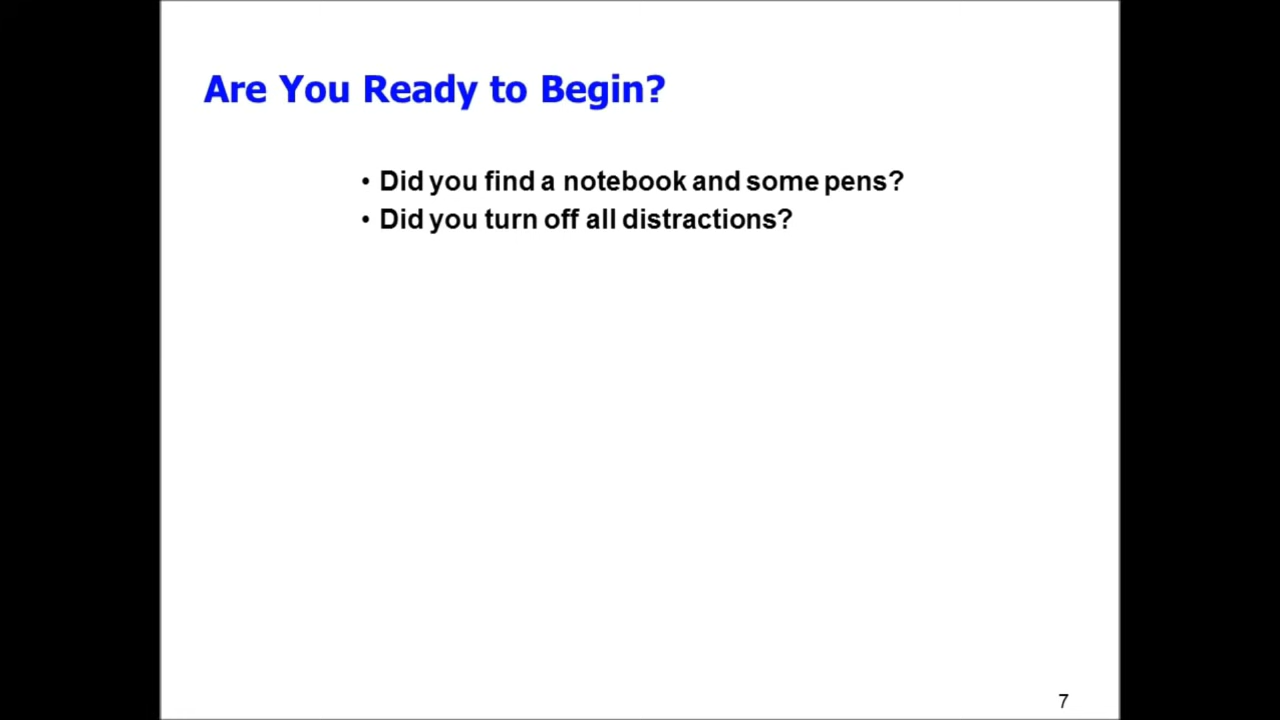 Are You Ready to Begin?
• Did you find a notebook and some pens?
• Did you turn off all distractions?
7